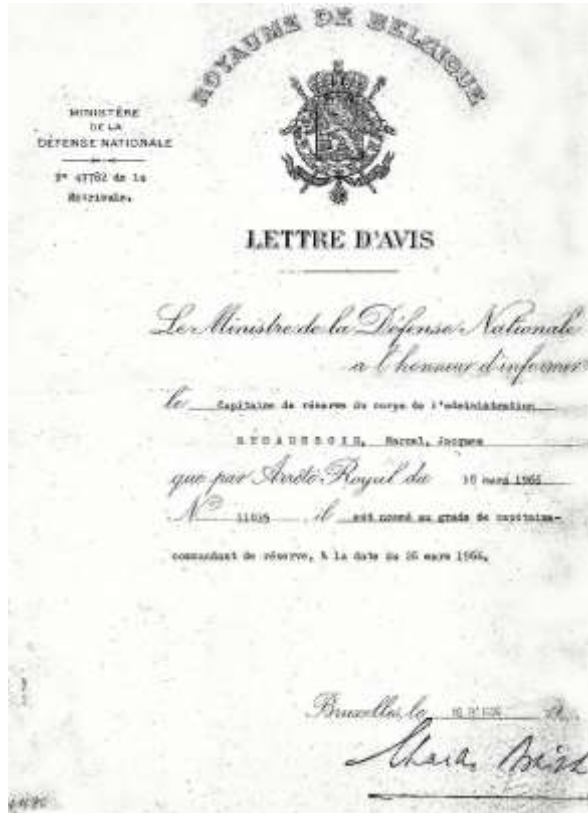 ROYAUME DE BELGIQUE
MINISTÈRE
DE LA
DÉFENSE NATIONALE
N° 47782 de la
Matricule.
LETTRE D'AVIS
Le Ministre de la Défense Nationale
a l'honneur d'informer
le Capitaine de réserve du corps de l'administration
Marcel, Jacques
que par Arrêté Royal du 18 mars 1966
N° il est nommé au grade de capitaine-
commandant de réserve, à la date du 26 mars 1966.
Bruxelles, le